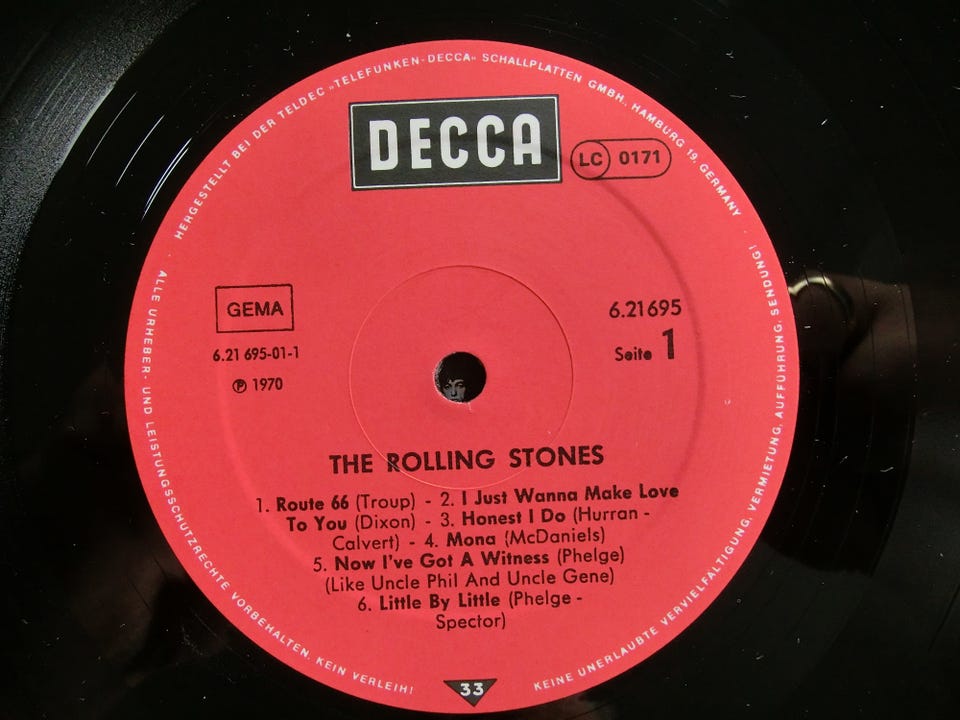 HERGESTELLT BEI DER TELDEC »TELEFUNKEN-DECCA« SCHALLPLATTEN GMBH, HAMBURG 19, GERMANY
DECCA
LC 0171
GEMA
6.21695
6.21 695-01-1
Seite 1
℗ 1970
THE ROLLING STONES
1. Route 66 (Troup) - 2. I Just Wanna Make Love
To You (Dixon) - 3. Honest I Do (Hurran -
Calvert) - 4. Mona (McDaniels)
5. Now I've Got A Witness (Phelge)
(Like Uncle Phil And Uncle Gene)
6. Little By Little (Phelge -
Spector)
33
ALLE URHEBER- UND LEISTUNGSSCHUTZRECHTE VORBEHALTEN. KEIN VERLEIH!
KEINE UNERLAUBTE VERVIELFÄLTIGUNG, VERMIETUNG, AUFFÜHRUNG, SENDUNG!